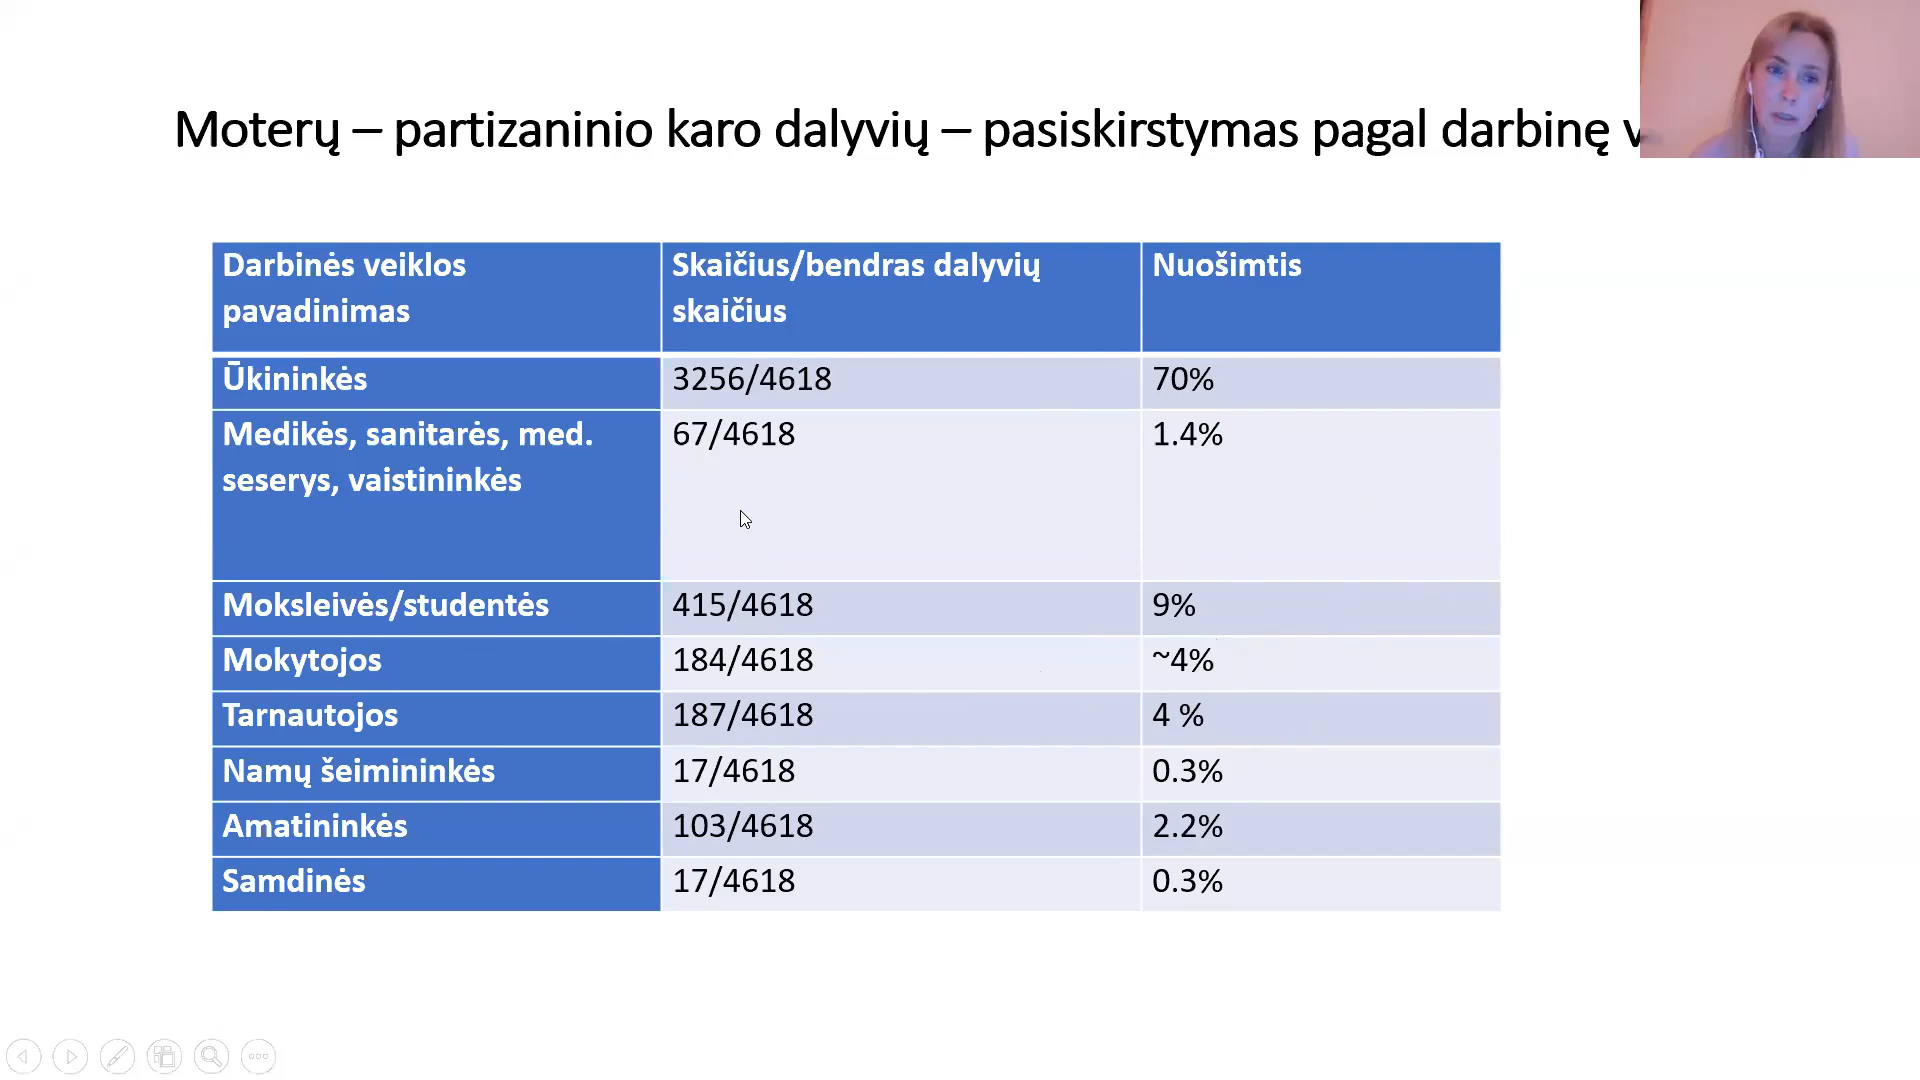 Moterų – partizaninio karo dalyvių – pasiskirstymas pagal darbinę
Darbinės veiklos
pavadinimas
Skaičius/bendras dalyvių
skaičius
Nuošimtis
Ūkininkės
3256/4618
70%
Medikės, sanitarės, med.
seserys, vaistininkės
67/4618
1.4%
Moksleivės/studentės
415/4618
9%
Mokytojos
184/4618
~4%
Tarnautojos
187/4618
4 %
Namų šeimininkės
17/4618
0.3%
Amatininkės
103/4618
2.2%
Samdinės
17/4618
0.3%